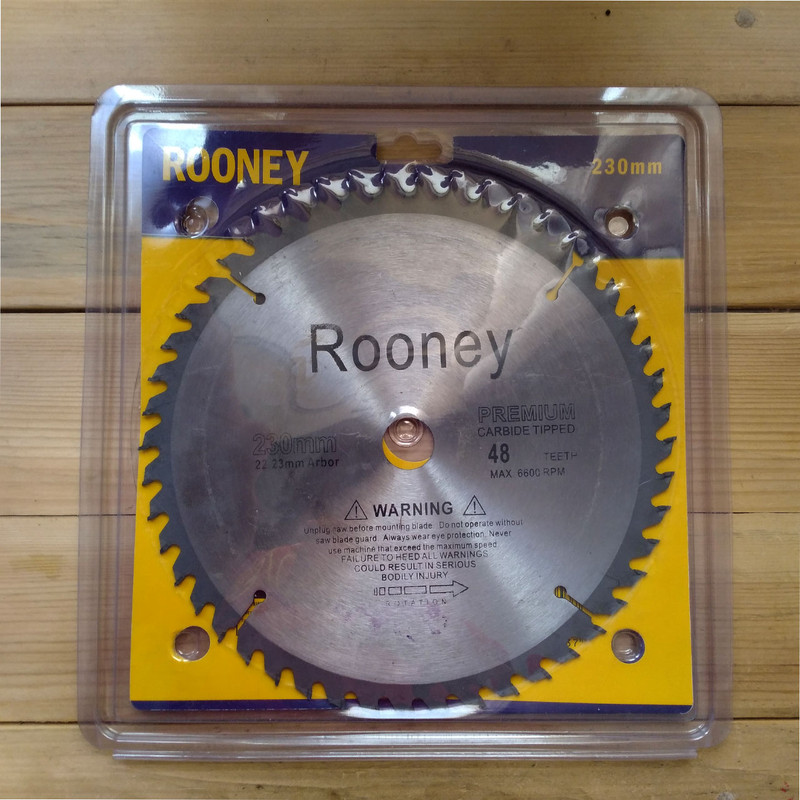 ROONEY
230mm
Rooney
PREMIUM
CARBIDE TIPPED
230mm
22.23mm Arbor
48 TEETH
MAX. 6600 RPM
WARNING
Unplug saw before mounting blade. Do not operate without
saw blade guard. Always wear eye protection. Never
use machine that exceed the maximum speed
FAILURE TO HEED ALL WARNINGS
COULD RESULT IN SERIOUS
BODILY INJURY
ROTATION